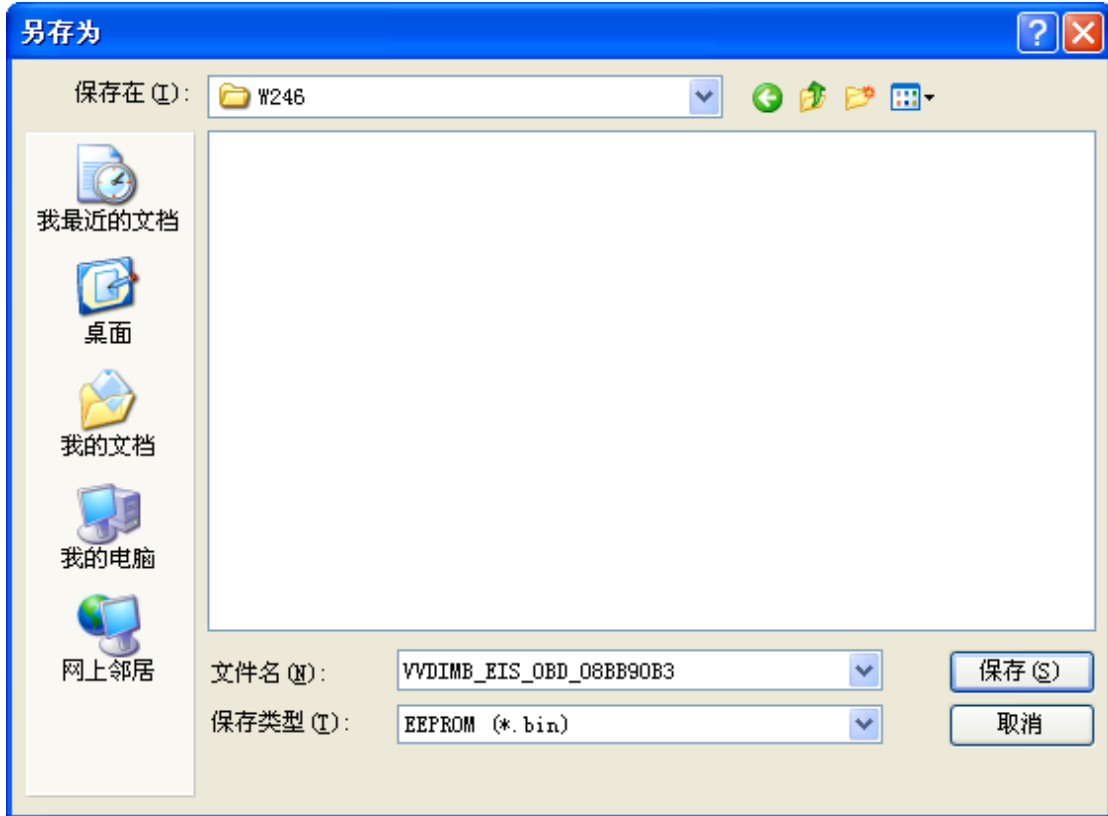 另存为
保存在(I):
W246
我最近的文档
桌面
我的文档
我的电脑
网上邻居
文件名(N):
VVDIMB_EIS_OBD_08BB90B3
保存(S)
保存类型(T):
EEPROM (*.bin)
取消